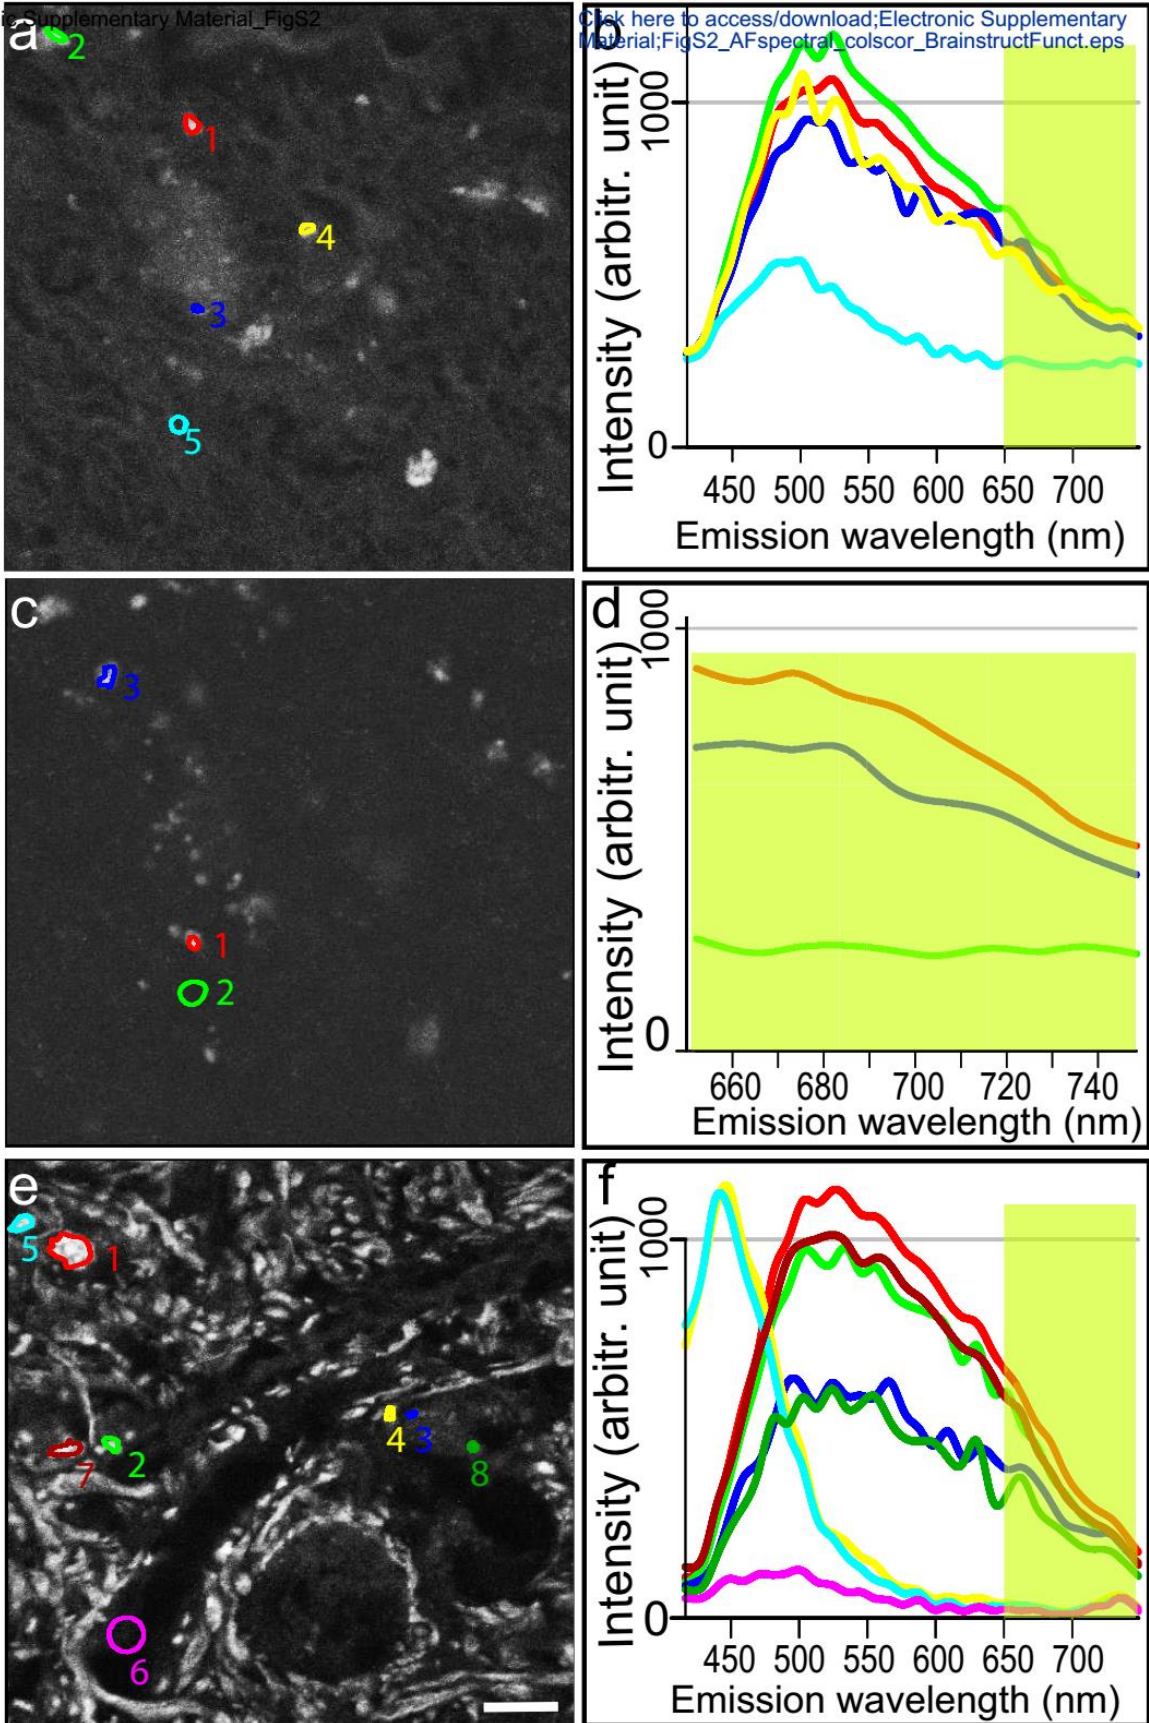 ic Supplementary Material_FigS2
Click here to access/download;Electronic Supplementary
Material;FigS2_AFspectral_colscor_BrainstructFunct.eps
a
2
1
4
3
5
b
Intensity (arbitr. unit)
1000
0
450 500 550 600 650 700
Emission wavelength (nm)
c
3
1
2
d
Intensity (arbitr. unit)
1000
0
660 680 700 720 740
Emission wavelength (nm)
e
5
1
4
3
7
2
8
6
f
Intensity (arbitr. unit)
1000
0
450 500 550 600 650 700
Emission wavelength (nm)